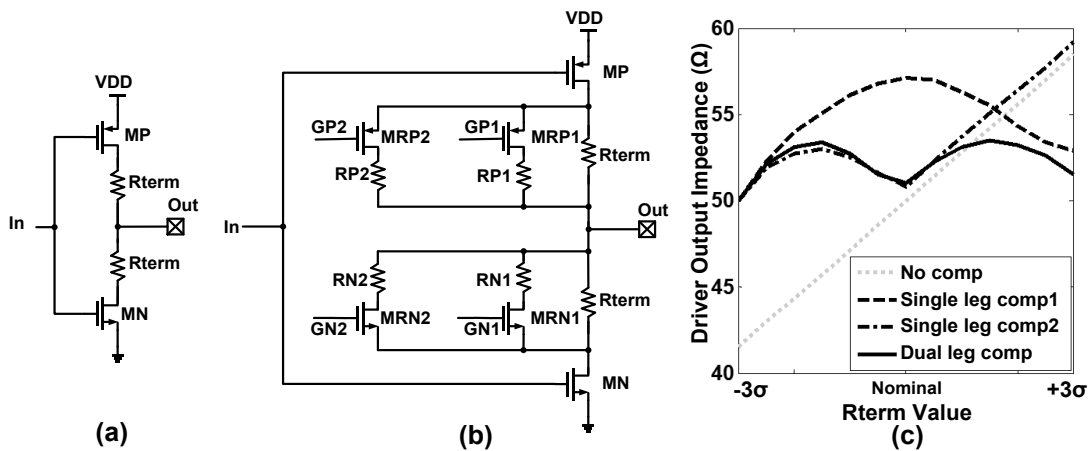 VDD
MP
Rterm
Out
In
Rterm
MN
(a)
VDD
MP
GP2
MRP2
GP1
MRP1
Rterm
RP2
RP1
Out
In
RN2
RN1
Rterm
GN2
MRN2
GN1
MRN1
MN
(b)
Driver Output Impedance (Ω)
60
55
50
45
40
No comp
Single leg comp1
Single leg comp2
Dual leg comp
-3σ
Nominal
+3σ
Rterm Value
(c)